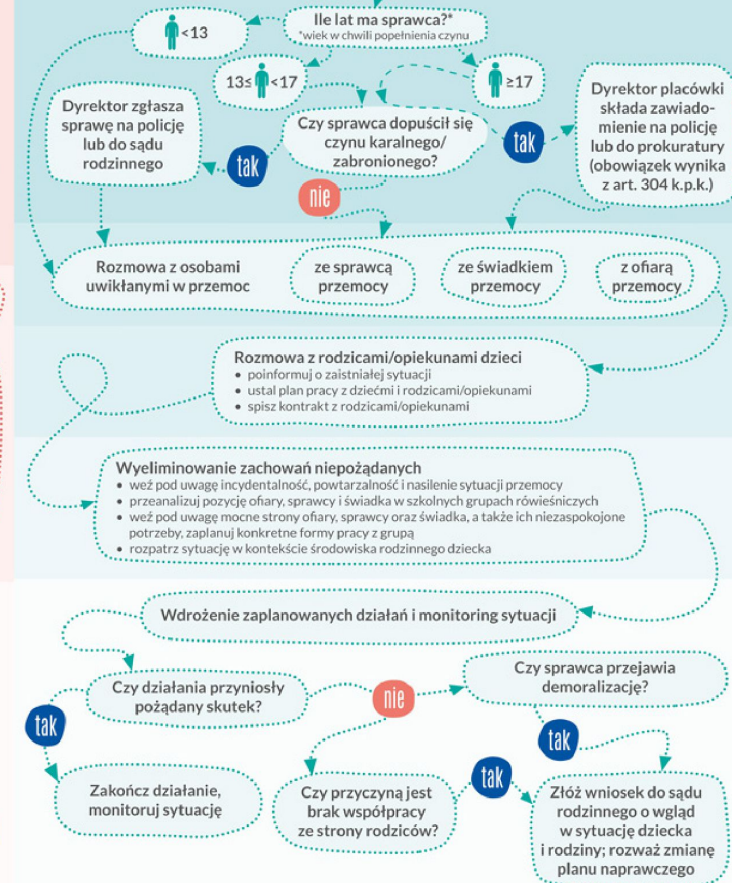 Ile lat ma sprawca?*
*wiek w chwili popełnienia czynu
<13
13≤ <17
≥17
Dyrektor zgłasza
sprawę na policję
lub do sądu
rodzinnego
tak
Czy sprawca dopuścił się
czynu karalnego/
zabronionego?
nie
tak
Dyrektor placówki
składa zawiado-
mienie na policję
lub do prokuratury
(obowiązek wynika
z art. 304 k.p.k.)
Rozmowa z osobami
uwikłanymi w przemoc
ze sprawcą
przemocy
ze świadkiem
przemocy
z ofiarą
przemocy
Rozmowa z rodzicami/opiekunami dzieci
• poinformuj o zaistniałej sytuacji
• ustal plan pracy z dziećmi i rodzicami/opiekunami
• spisz kontrakt z rodzicami/opiekunami
Wyeliminowanie zachowań niepożądanych
• weź pod uwagę incydentalność, powtarzalność i nasilenie sytuacji przemocy
• przeanalizuj pozycję ofiary, sprawcy i świadka w szkolnych grupach rówieśniczych
• weź pod uwagę mocne strony ofiary, sprawcy oraz świadka, a także ich niezaspokojone
potrzeby, zaplanuj konkretne formy pracy z grupą
• rozpatrz sytuację w kontekście środowiska rodzinnego dziecka
Wdrożenie zaplanowanych działań i monitoring sytuacji
Czy działania przyniosły
pożądany skutek?
nie
Czy sprawca przejawia
demoralizację?
tak
tak
Zakończ działanie,
monitoruj sytuację
Czy przyczyną jest
brak współpracy
ze strony rodziców?
tak
Złóż wniosek do sądu
rodzinnego o wgląd
w sytuację dziecka
i rodziny; rozważ zmianę
planu naprawczego